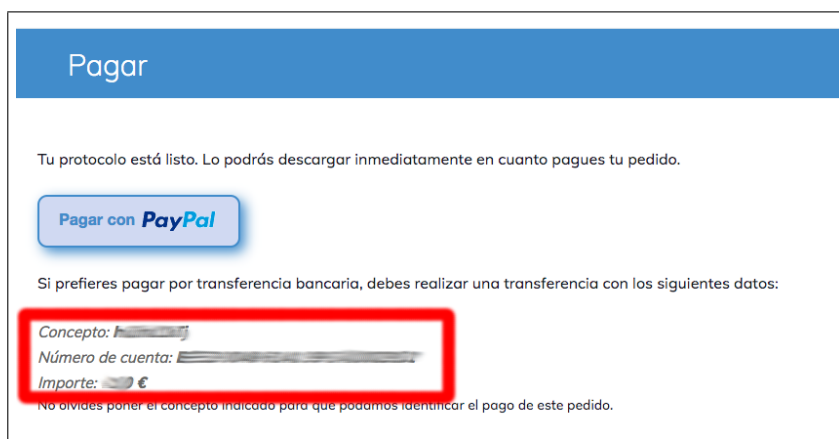 Pagar
Tu protocolo está listo. Lo podrás descargar inmediatamente en cuanto pagues tu pedido.
Pagar con PayPal
Si prefieres pagar por transferencia bancaria, debes realizar una transferencia con los siguientes datos:
Concepto:
Número de cuenta:
Importe: €
No olvides poner el concepto indicado para que podamos identificar el pago de este pedido.